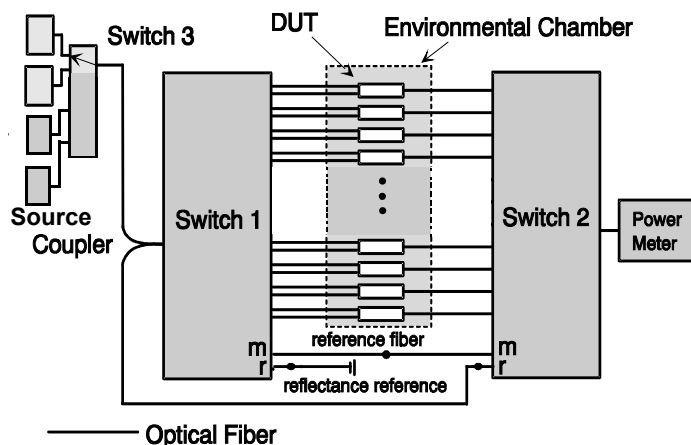 Switch 3
DUT
Environmental Chamber
Source
Coupler
Switch 1
Switch 2
Power
Meter
m
reference fiber
m
r
reflectance reference
r
Optical Fiber